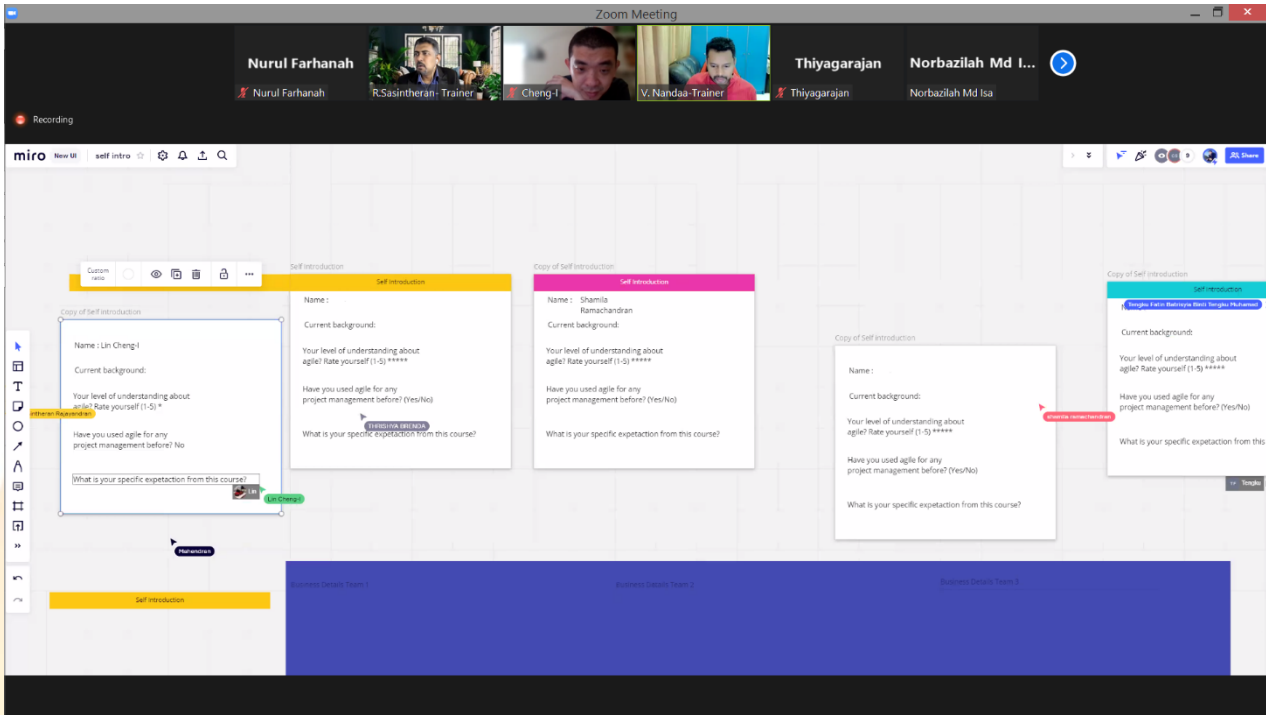 Zoom Meeting
Nurul Farhanah
Thiyagarajan
Norbazilah Md I...
Nurul Farhanah
R.Sasintheran- Trainer
Cheng-I
V. Nandaa-Trainer
Thiyagarajan
Norbazilah Md Isa
Recording
miro
New UI
self intro
Share
Custom
ratio
Copy of Self Introduction
Name : Lin Cheng-I
Current background:
Your level of understanding about
agile? Rate yourself (1-5) *
Have you used agile for any
project management before? No
What is your specific expetaction from this course?
Lin
Lin Cheng-I
Mahendran
intheran Rajavendran
Self Introduction
Self Introduction
Self Introduction
Name :
Current background:
Your level of understanding about
agile? Rate yourself (1-5) *****
Have you used agile for any
project management before? (Yes/No)
THRISHYA BRENDA
What is your specific expetaction from this course?
Copy of Self Introduction
Self Introduction
Name : Shamila
Ramachandran
Current background:
Your level of understanding about
agile? Rate yourself (1-5) *****
Have you used agile for any
project management before? (Yes/No)
What is your specific expetaction from this course?
Copy of Self Introduction
Name :
Current background:
Your level of understanding about
agile? Rate yourself (1-5) *****
Have you used agile for any
project management before? (Yes/No)
What is your specific expetaction from this course?
shamila ramachandran
Copy of Self Introduction
Self Introduction
Tengku Fatin Batrisyia Binti Tengku Muhamed
Current background:
Your level of understanding about
agile? Rate yourself (1-5) *****
Have you used agile for any
project management before? (Yes/No)
What is your specific expetaction from this
Tengku
Business Details Team 1
Business Details Team 2
Business Details Team 3